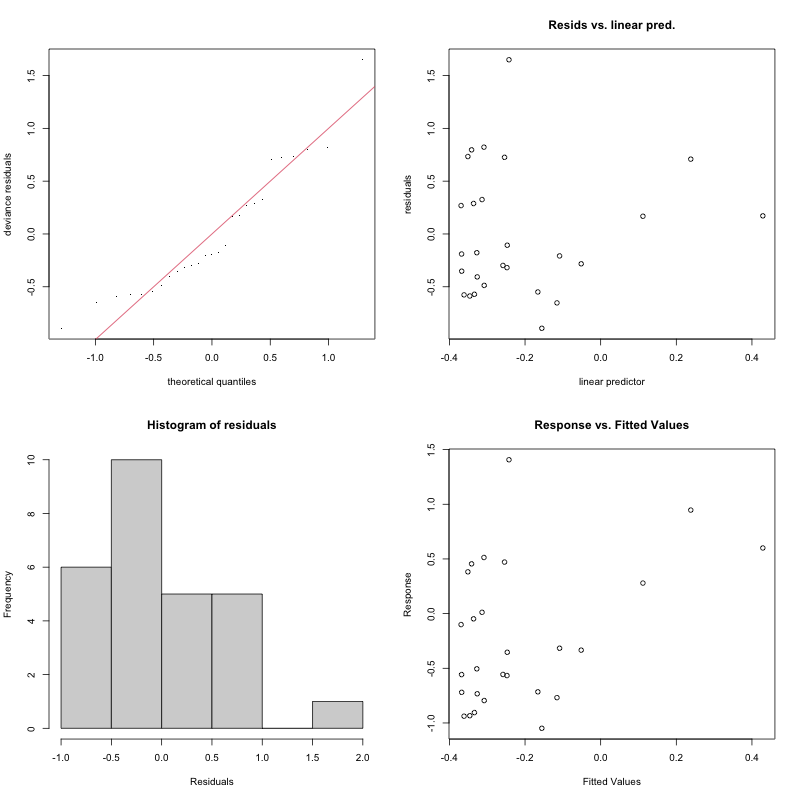 deviance residuals
1.5
1.0
0.5
0.0
-0.5
-1.0 -0.5 0.0 0.5 1.0
theoretical quantiles
Resids vs. linear pred.
residuals
1.5
1.0
0.5
0.0
-0.5
-0.4 -0.2 0.0 0.2 0.4
linear predictor
Histogram of residuals
Frequency
10
8
6
4
2
0
-1.0 -0.5 0.0 0.5 1.0 1.5 2.0
Residuals
Response vs. Fitted Values
Response
1.5
1.0
0.5
0.0
-0.5
-1.0
-0.4 -0.2 0.0 0.2 0.4
Fitted Values